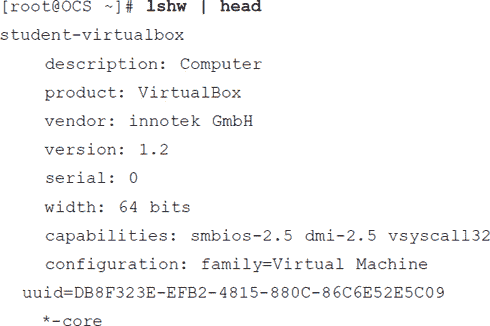 [root@OCS ~]# lshw | head
student-virtualbox
description: Computer
product: VirtualBox
vendor: innotek GmbH
version: 1.2
serial: 0
width: 64 bits
capabilities: smbios-2.5 dmi-2.5 vsyscall32
configuration: family=Virtual Machine
uuid=DB8F323E-EFB2-4815-880C-86C6E52E5C09
*-core